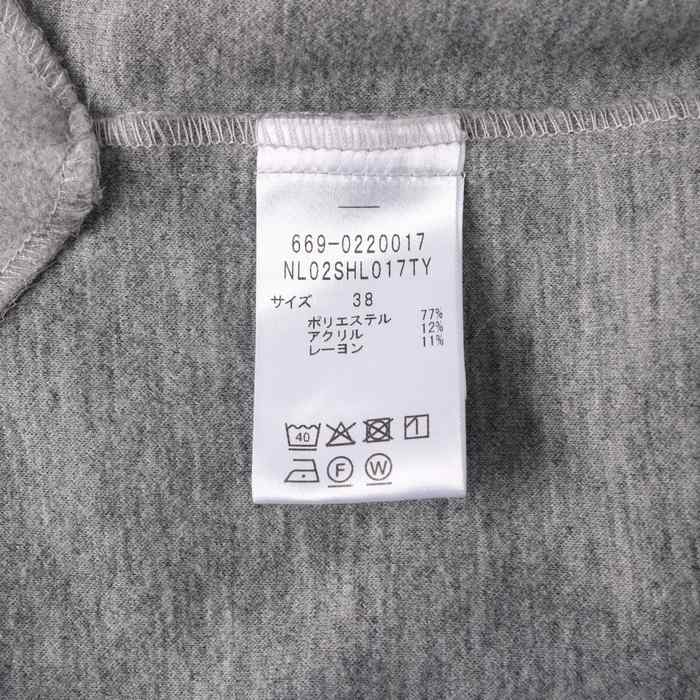 669-0220017
NL02SHL017TY
サイズ 38
ポリエステル 77%
アクリル 12%
レーヨン 11%
40
F W